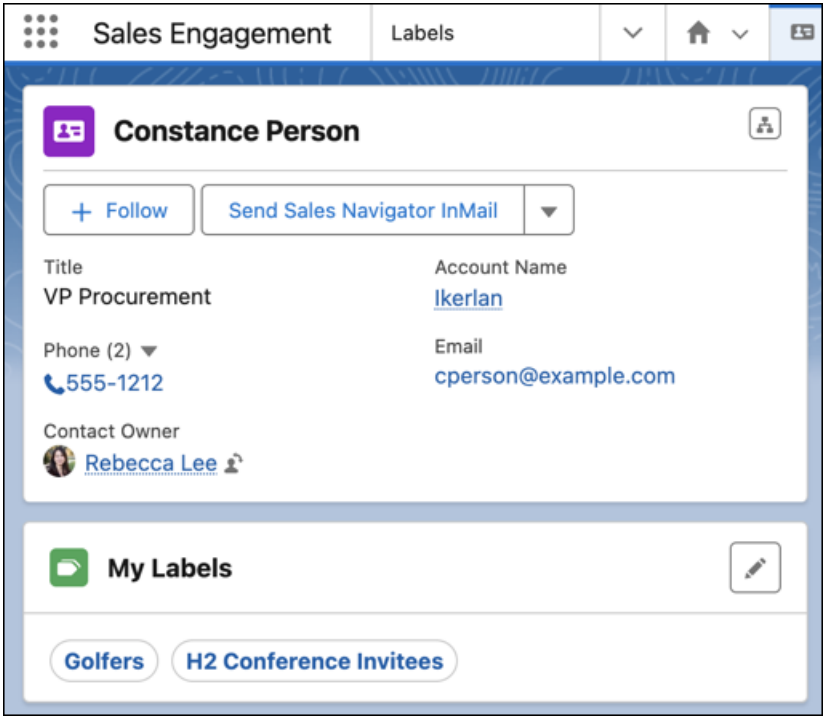 Sales Engagement
Labels
Constance Person
+ Follow
Send Sales Navigator InMail
Title
VP Procurement
Account Name
Ikerlan
Phone (2)
555-1212
Email
cperson@example.com
Contact Owner
Rebecca Lee
My Labels
Golfers
H2 Conference Invitees